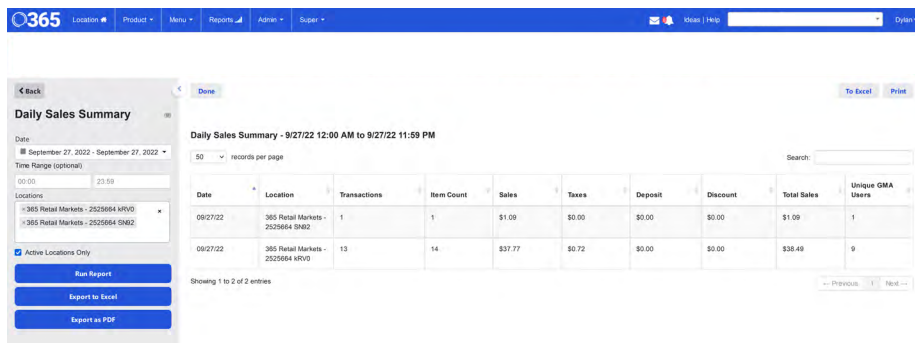 365 Location Product Menu Reports Admin Super Ideas | Help Dylan
Back
Done
To Excel Print
Daily Sales Summary
Daily Sales Summary - 9/27/22 12:00 AM to 9/27/22 11:59 PM
Date
September 27, 2022 - September 27, 2022
50 records per page
Search:
Time Range (optional)
00:00 23:59
Locations
×365 Retail Markets - 2525664 kRV0 ×
×365 Retail Markets - 2525664 SN92
Active Locations Only
Run Report
Export to Excel
Export as PDF
Date Location Transactions Item Count Sales Taxes Deposit Discount Total Sales Unique GMA
Users
09/27/22 365 Retail Markets - 1 1 $1.09 $0.00 $0.00 $0.00 $1.09 1
2525664 SN92
09/27/22 365 Retail Markets - 13 14 $37.77 $0.72 $0.00 $0.00 $38.49 9
2525664 kRV0
Showing 1 to 2 of 2 entries
← Previous 1 Next →